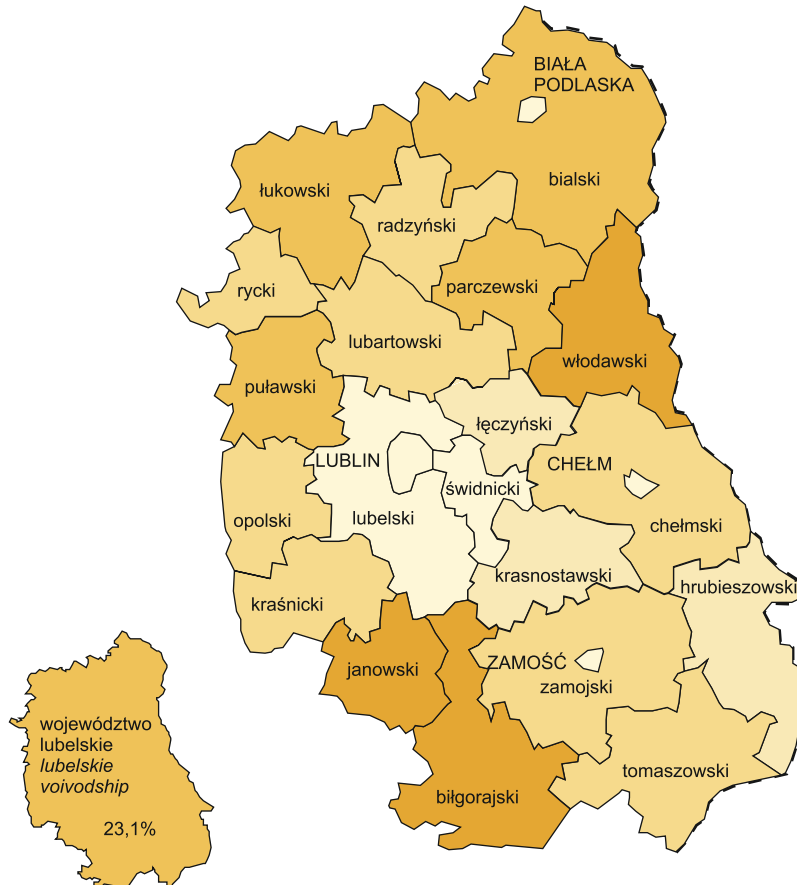 BIAŁA
PODLASKA
bialski
łukowski
radzyński
rycki
parczewski
lubartowski
włodawski
puławski
łęczyński
LUBLIN
CHEŁM
świdnicki
opolski
lubelski
chełmski
krasnostawski
hrubieszowski
kraśnicki
ZAMOŚĆ
janowski
zamojski
województwo
lubelskie
lubelskie
voivodship
23,1%
tomaszowski
biłgorajski